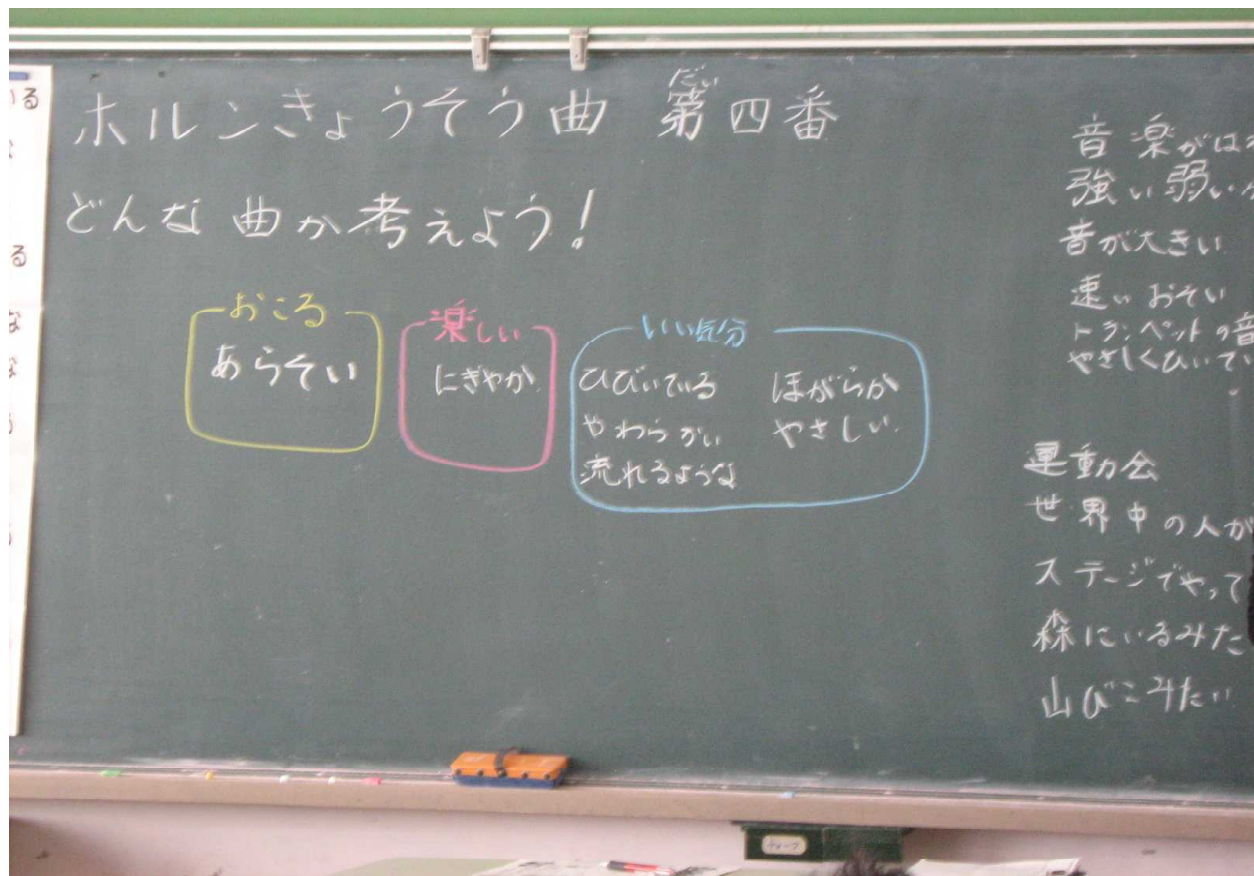 ホルンきょうそう曲 第四番
だい
どんな曲か考えよう!
おこる
あらそい
楽しい
にぎやか
いい気分
ひびいている
やわらかい
流れるような
ほがらか
やさしい
音楽がは
強い弱い
音が大きい
速いおそい
トランペットの音
やさしくひいてい
運動会
世界中の人が
ステージでやって
森にいるみた
山びこみたい
る
る
な